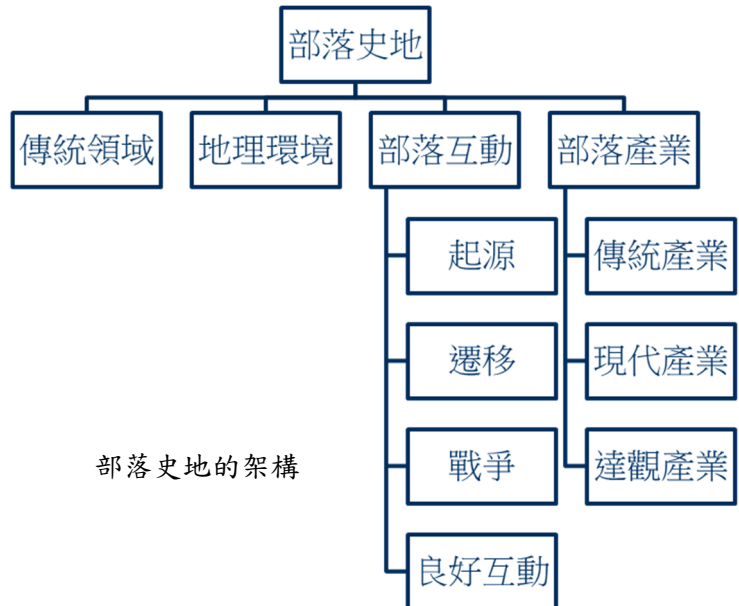 部落史地
傳統領域
地理環境
部落互動
部落產業
起源
傳統產業
遷移
現代產業
部落史地的架構
戰爭
達觀產業
良好互動